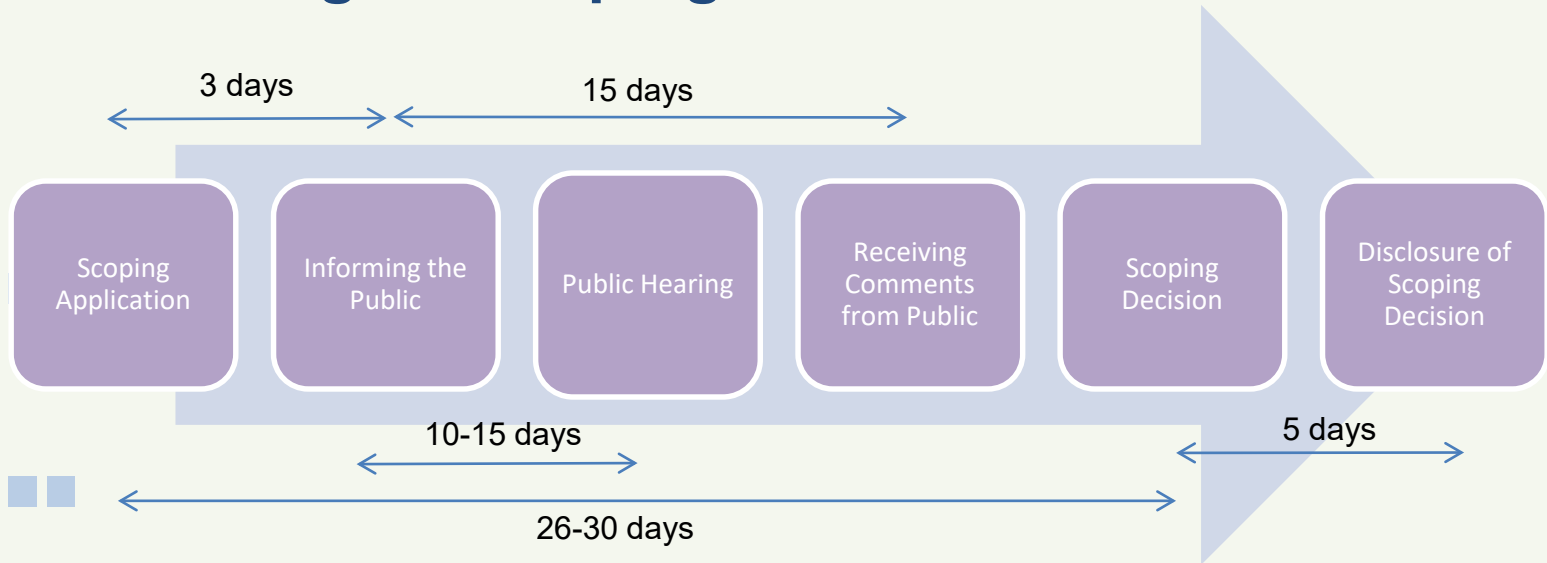 3 days
15 days
Scoping
Application
Informing the
Public
Public Hearing
Receiving
Comments
from Public
Scoping
Decision
Disclosure of
Scoping
Decision
10-15 days
5 days
26-30 days